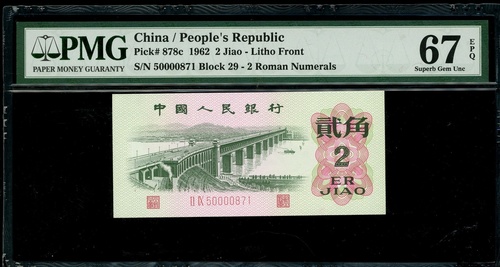 PMG
PAPER MONEY GUARANTY
China / People's Republic
Pick# 878c 1962 2 Jiao - Litho Front
S/N 50000871 Block 29 - 2 Roman Numerals
67 EPQ
Superb Gem Unc
中国人民银行
贰角
2
ER
JIAO
II IX 50000871